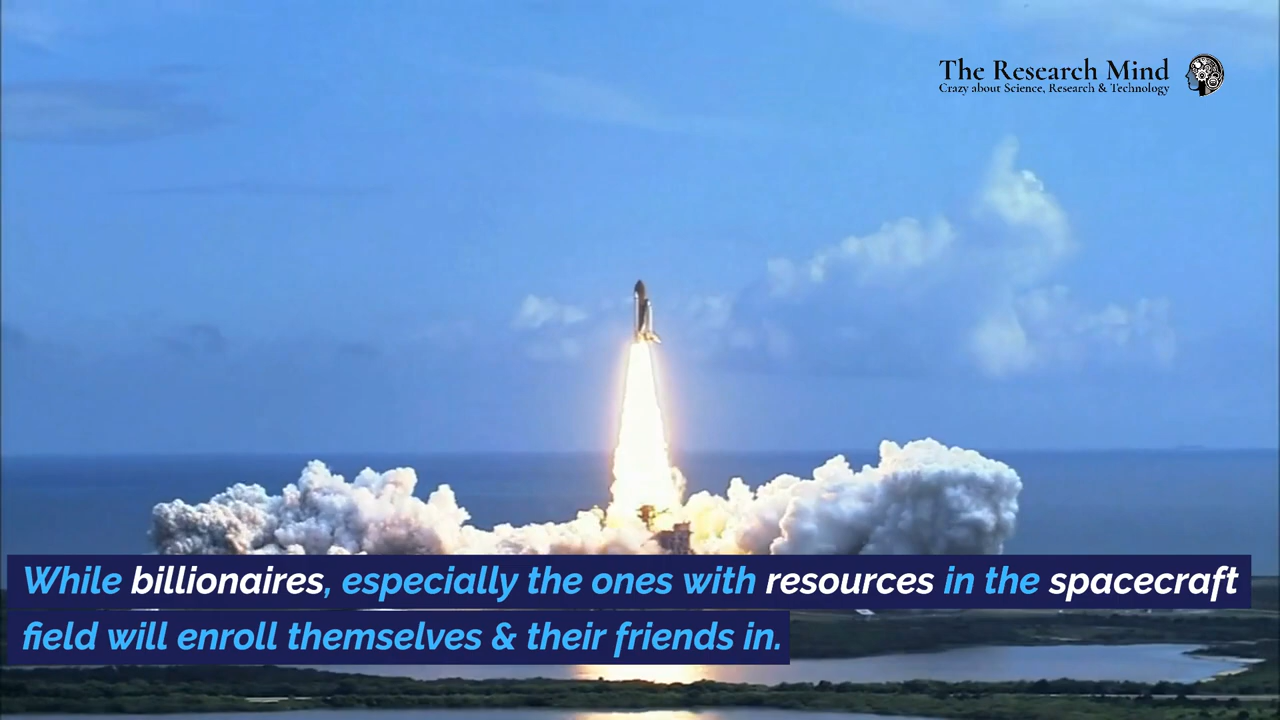 The Research Mind
Crazy about Science, Research & Technology
While billionaires, especially the ones with resources in the spacecraft
field will enroll themselves & their friends in.